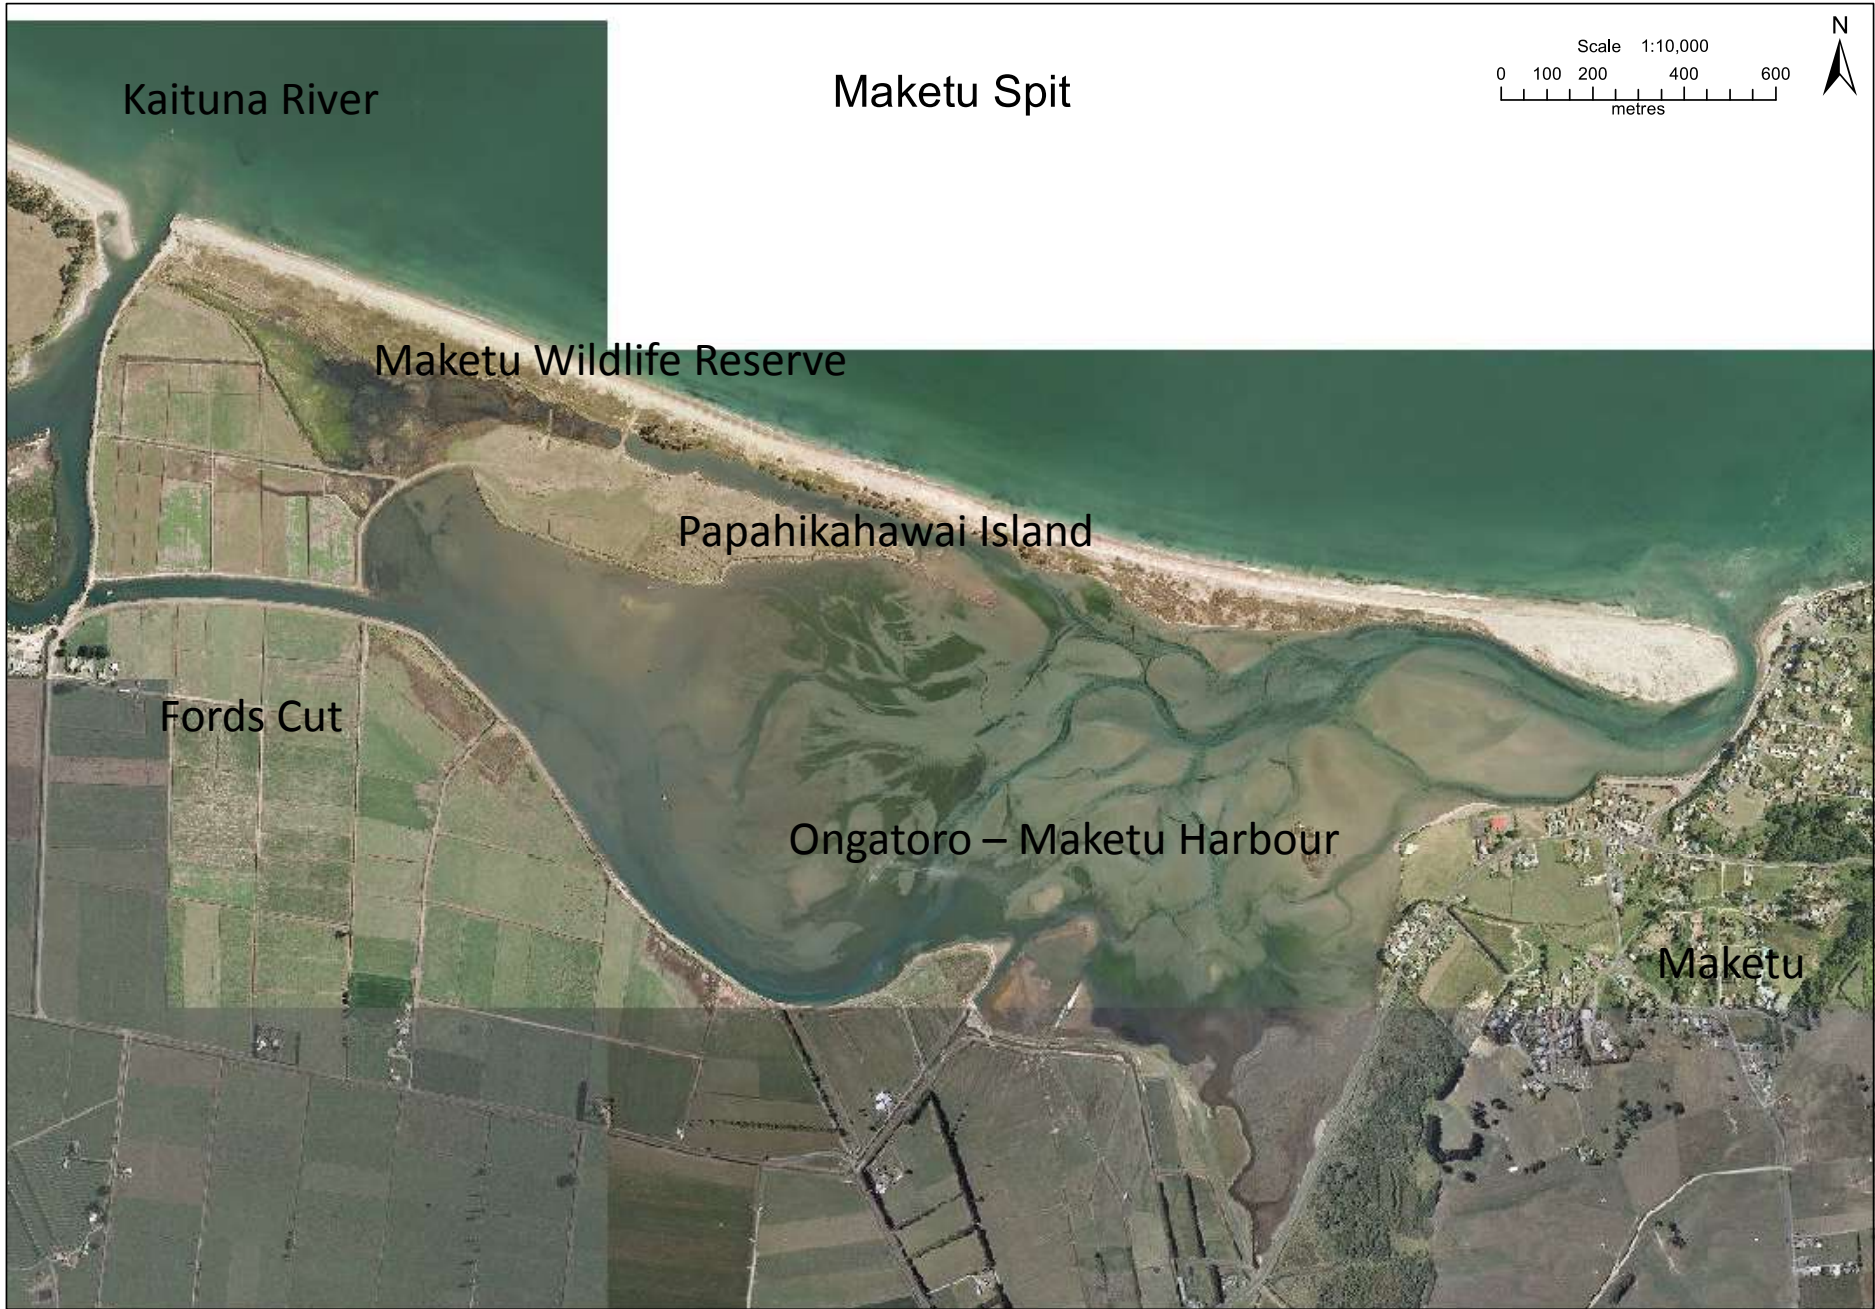 N
Scale 1:10,000
0 100 200 400 600
metres
Kaituna River
Maketu Spit
Maketu Wildlife Reserve
Papahikahawai Island
Fords Cut
Ongatoro – Maketu Harbour
Maketu